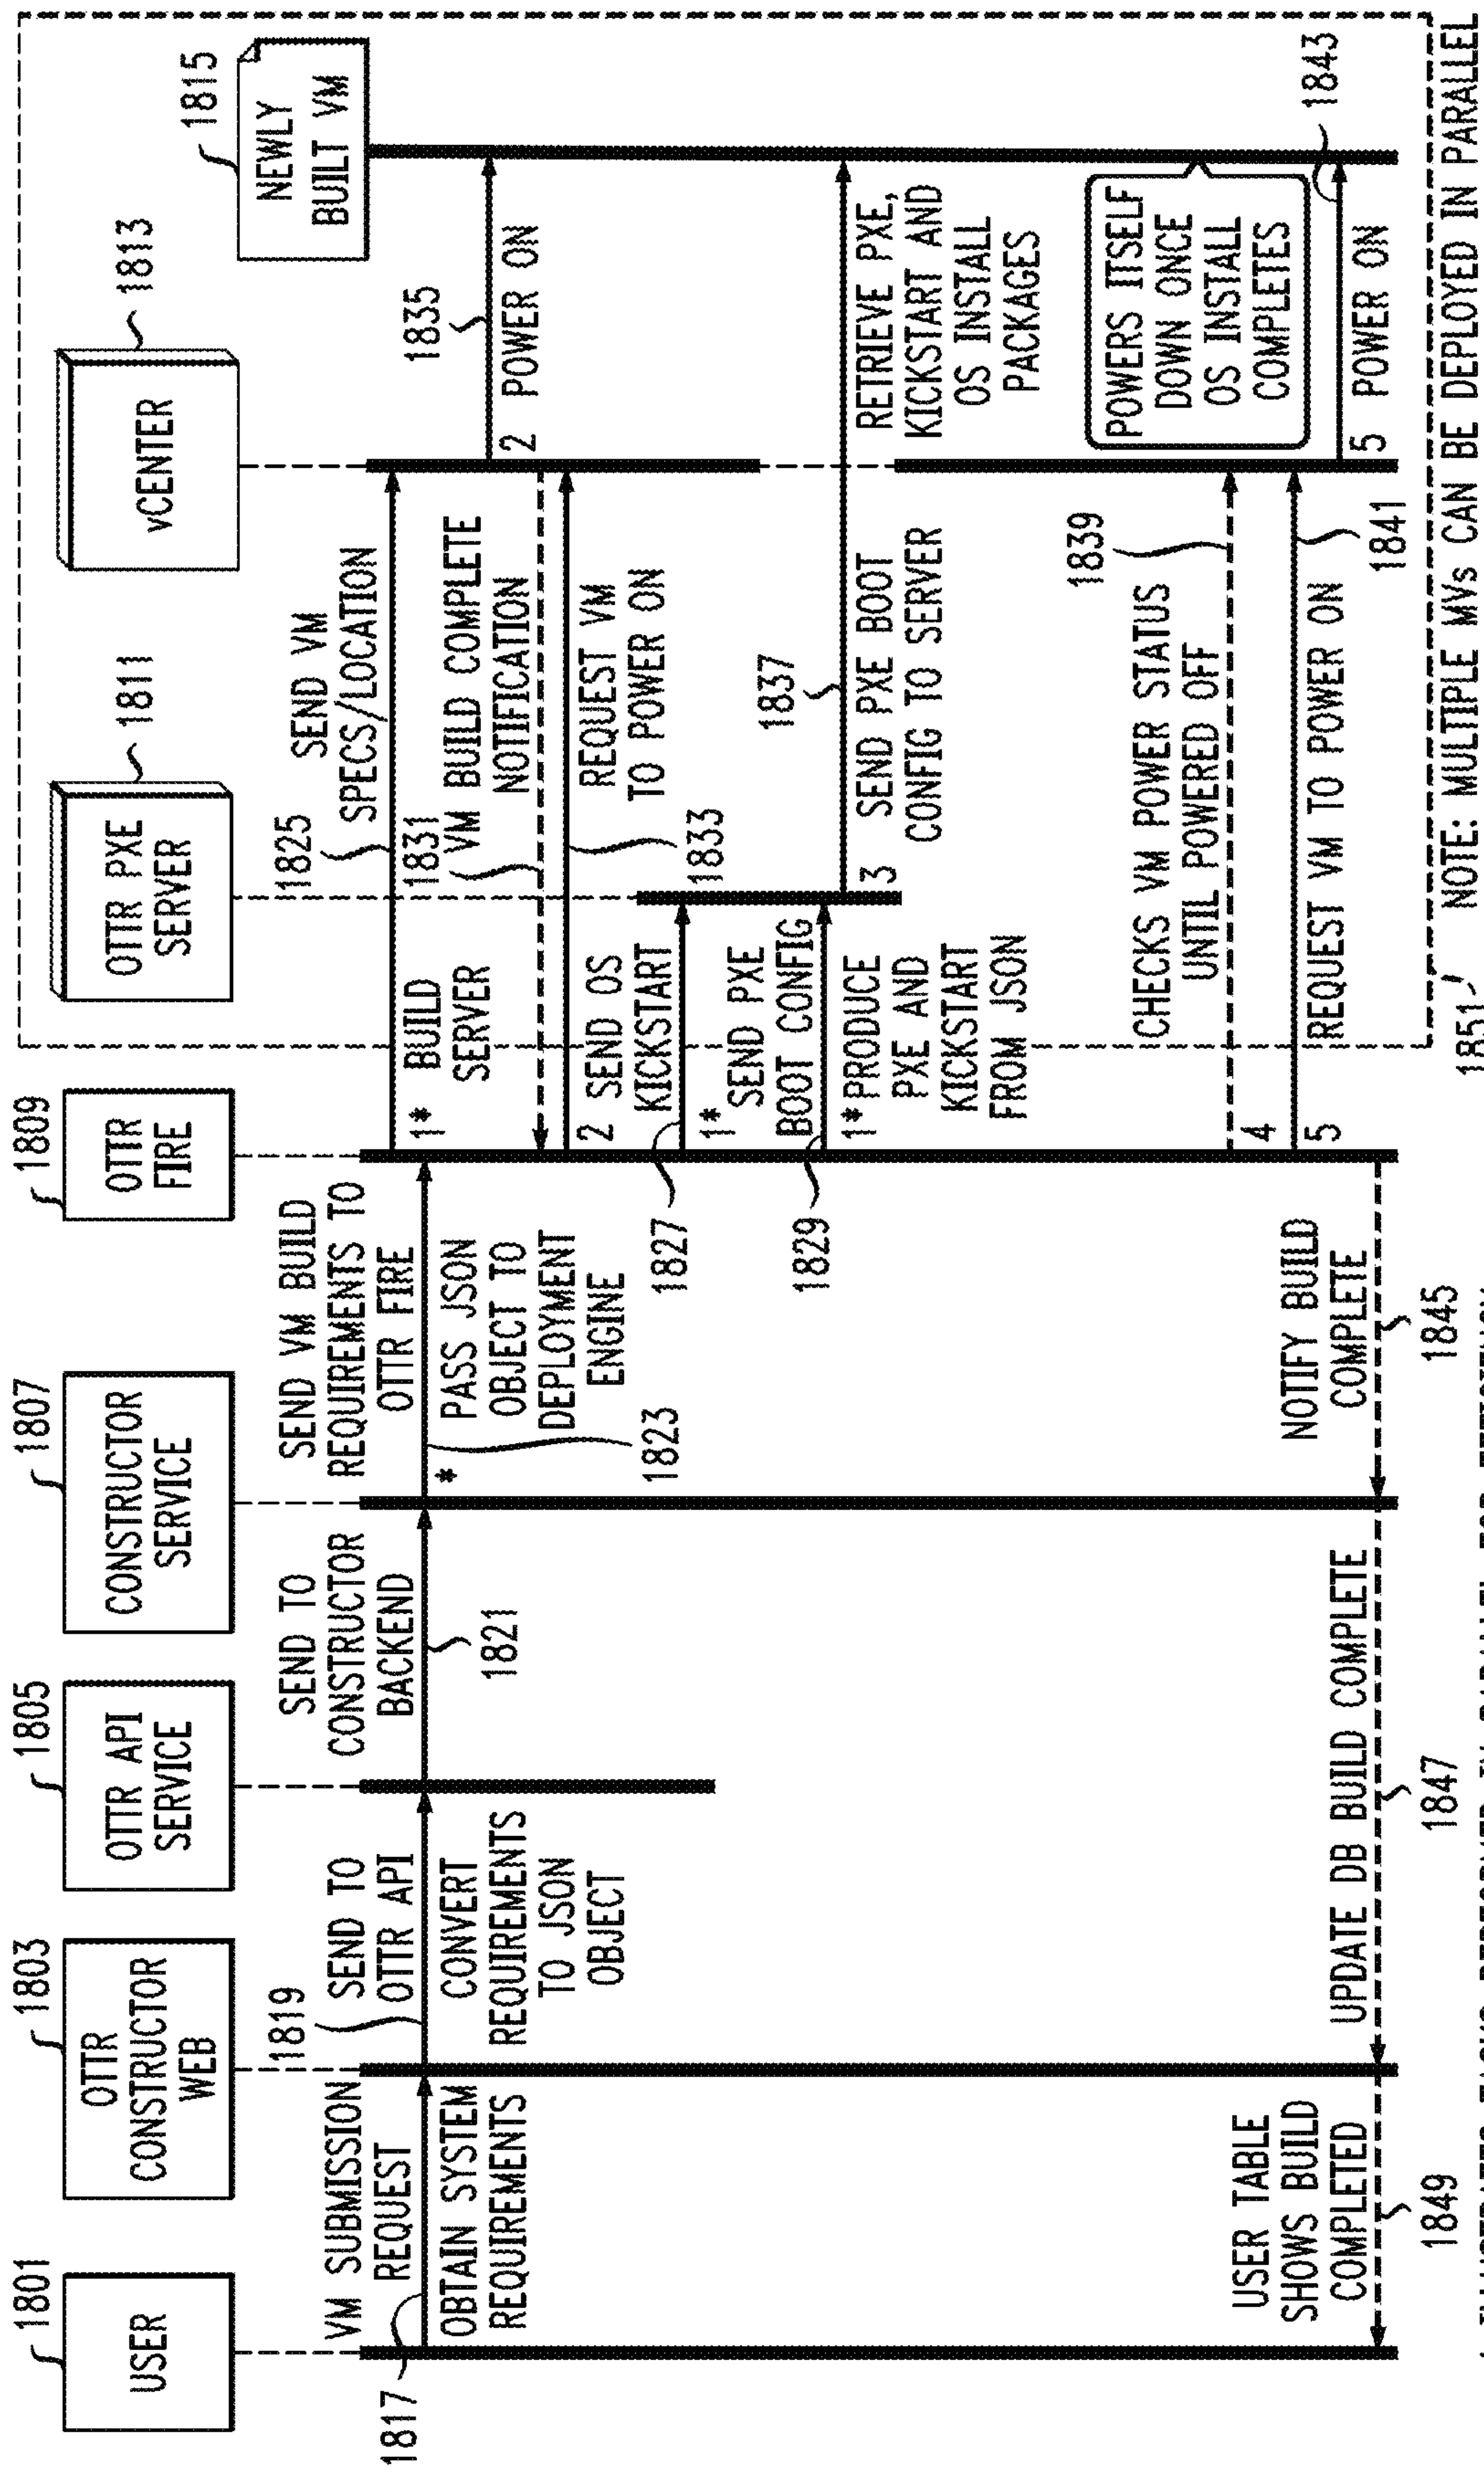 1801
USER
1803
OTTR
CONSTRUCTOR
WEB
1805
OTTR API
SERVICE
1807
CONSTRUCTOR
SERVICE
1809
OTTR
FIRE
1811
OTTR PXE
SERVER
1813
vCENTER
1815
NEWLY
BUILT VM
1817
VM SUBMISSION
REQUEST
OBTAIN SYSTEM
REQUIREMENTS
1819
SEND TO
OTTR API
CONVERT
REQUIREMENTS
TO JSON
OBJECT
SEND TO
CONSTRUCTOR
BACKEND
1821
SEND VM BUILD
REQUIREMENTS TO
OTTR FIRE
* PASS JSON
OBJECT TO
DEPLOYMENT
ENGINE
1823
1825
SEND VM
SPECS/LOCATION
1* BUILD
SERVER
1831
VM BUILD COMPLETE
NOTIFICATION
REQUEST VM
TO POWER ON
1833
2 SEND OS
KICKSTART
1827
1* SEND PXE
BOOT CONFIG
1829
1* PRODUCE
PXE AND
KICKSTART
FROM JSON
1835
2 POWER ON
1837
3 SEND PXE BOOT
CONFIG TO SERVER
RETRIEVE PXE,
KICKSTART AND
OS INSTALL
PACKAGES
POWERS ITSELF
DOWN ONCE
OS INSTALL
COMPLETES
1839
CHECKS VM POWER STATUS
UNTIL POWERED OFF
4
5 REQUEST VM TO POWER ON
1841
5 POWER ON
1843
NOTIFY BUILD
COMPLETE
1845
UPDATE DB BUILD COMPLETE
1847
USER TABLE
SHOWS BUILD
COMPLETED
1849
1851
NOTE: MULTIPLE MVs CAN BE DEPLOYED IN PARALLEL